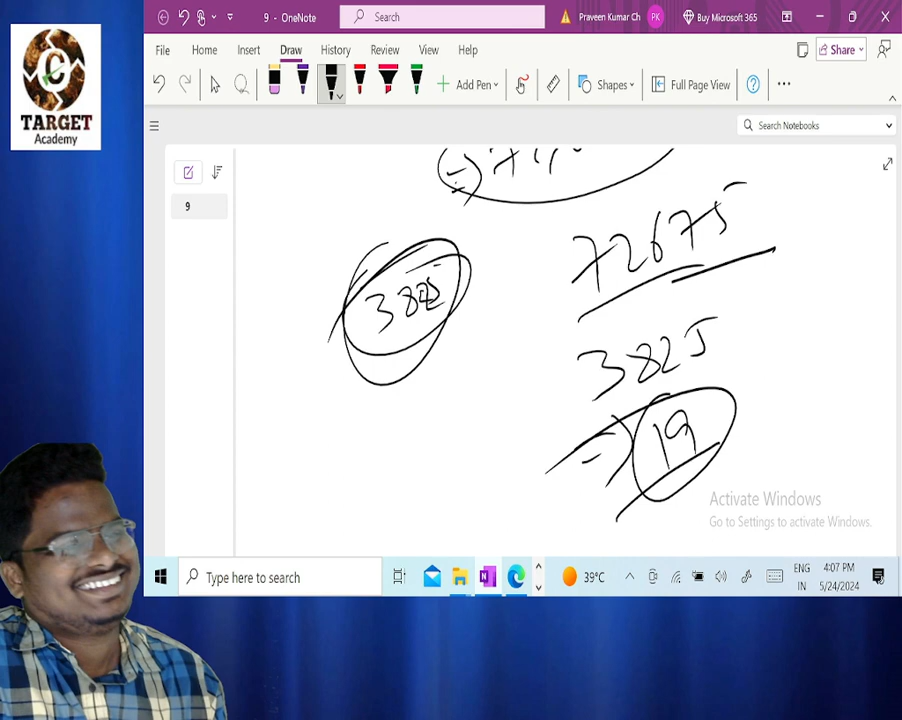 9 - OneNote
Search
Praveen Kumar Ch
PK
Buy Microsoft 365
File Home Insert Draw History Review View Help
Share
Add Pen
Shapes
Full Page View
Search Notebooks
TARGET
Academy
9
72675
3825
3825
=> 19
Activate Windows
Go to Settings to activate Windows.
Type here to search
39°C
ENG
IN
4:07 PM
5/24/2024